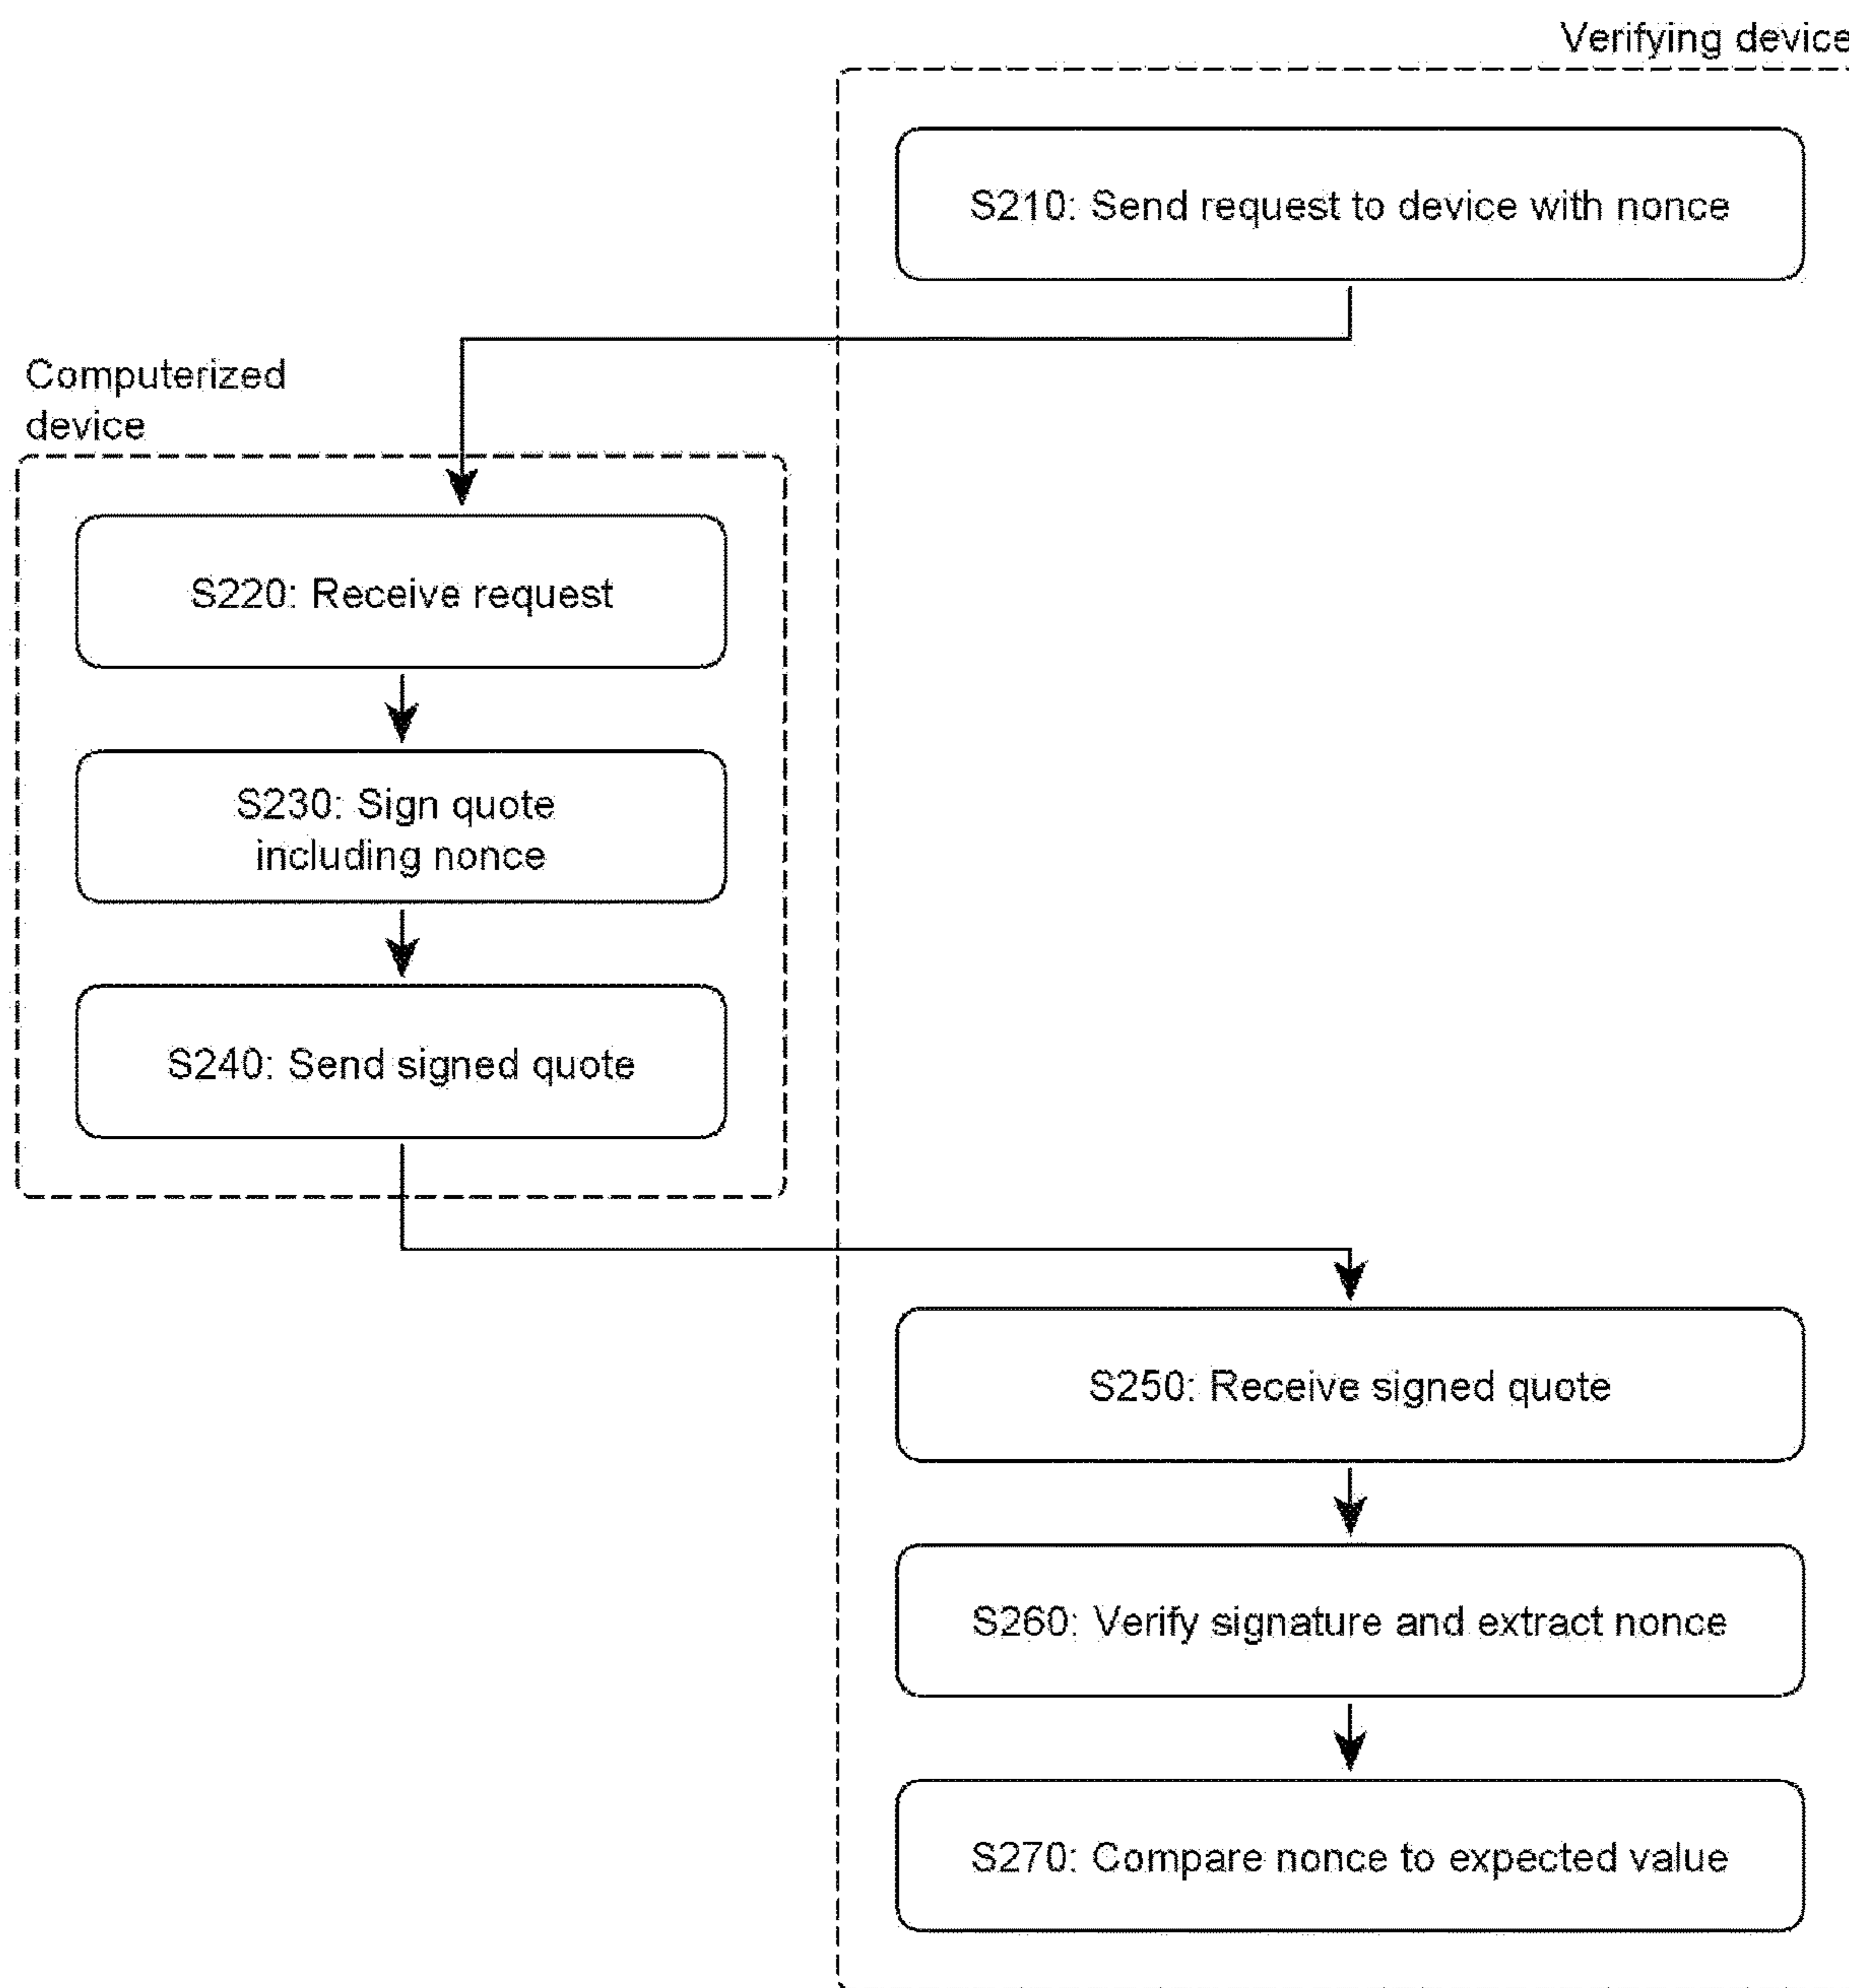 Verifying device
S210: Send request to device with nonce
Computerized
device
S220: Receive request
S230: Sign quote
including nonce
S240: Send signed quote
S250: Receive signed quote
S260: Verify signature and extract nonce
S270: Compare nonce to expected value